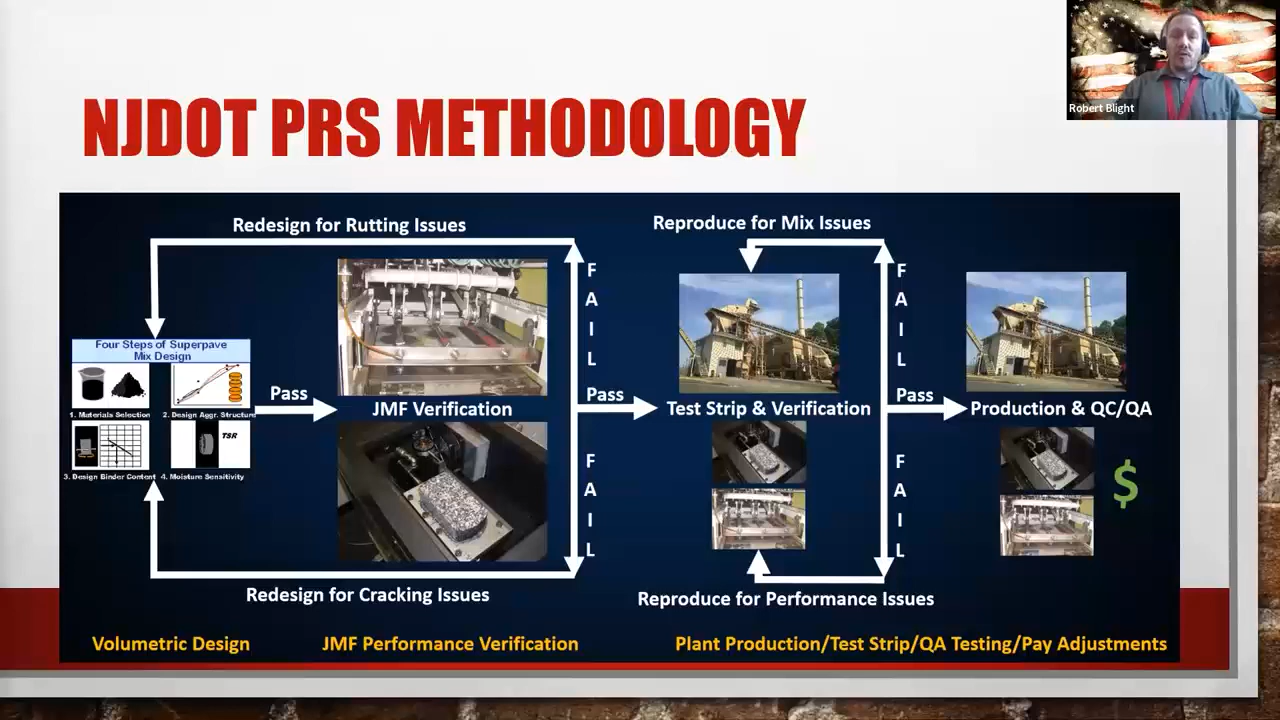 Robert Blight
NJDOT PRS METHODOLOGY
Redesign for Rutting Issues
Reproduce for Mix Issues
F
A
I
L
F
A
I
L
Four Steps of Superpave
Mix Design
1. Materials Selection
2. Design Aggr. Structure
TSR
3. Design Binder Content
4. Moisture Sensitivity
Pass
JMF Verification
Pass
Test Strip & Verification
Pass
Production & QC/QA
F
A
I
L
F
A
I
L
$
Redesign for Cracking Issues
Reproduce for Performance Issues
Volumetric Design
JMF Performance Verification
Plant Production/Test Strip/QA Testing/Pay Adjustments